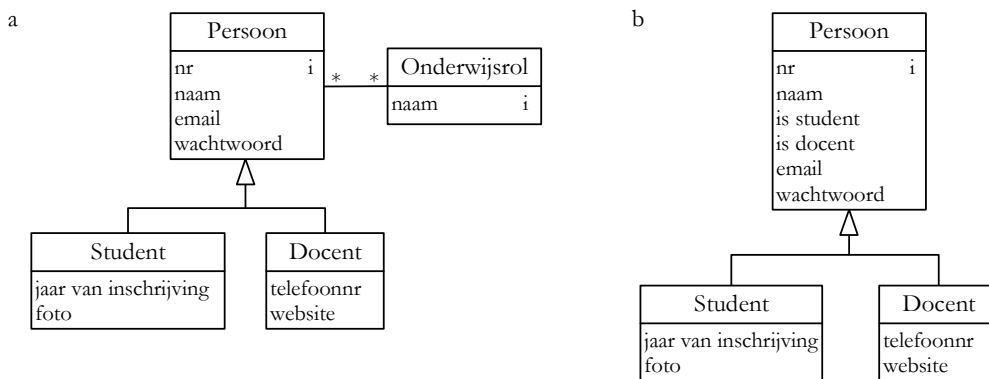 a
Persoon
nr i
naam
email
wachtwoord
* *
Onderwijsrol
naam i
Student
jaar van inschrijving
foto
Docent
telefoonnr
website
b
Persoon
nr i
naam
is student
is docent
email
wachtwoord
Student
jaar van inschrijving
foto
Docent
telefoonnr
website